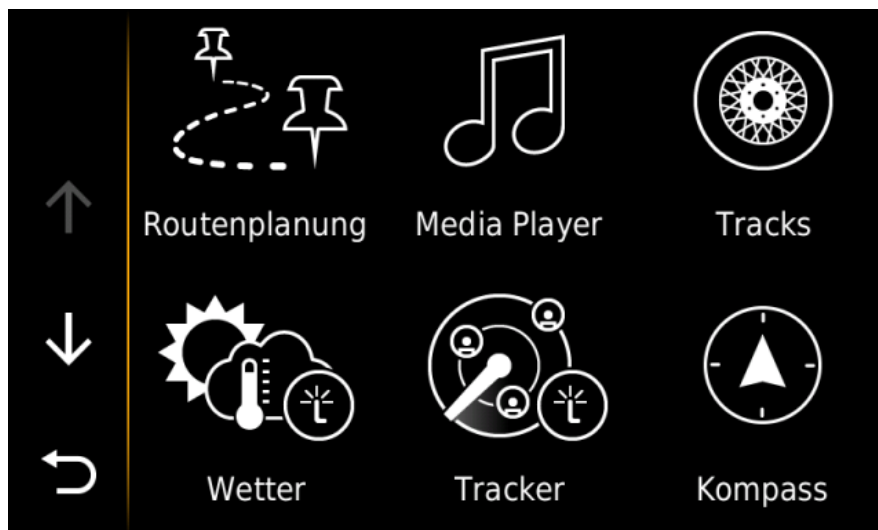 Routenplanung
Media Player
Tracks
Wetter
Tracker
Kompass